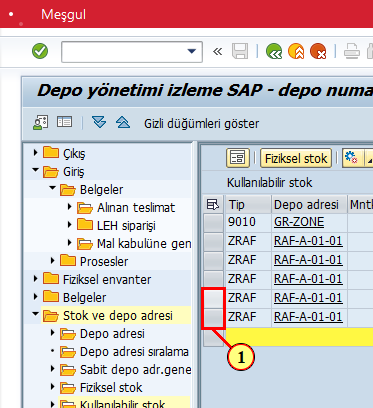 Meşgul
Depo yönetimi izleme SAP - depo numa
Gizli düğümleri göster
Çıkış
Giriş
Belgeler
Alınan teslimat
LEH siparişi
Mal kabulüne gen
Prosesler
Fiziksel envanter
Belgeler
Stok ve depo adresi
Depo adresi
Depo adresi sıralama
Sabit depo adr.gene
Fiziksel stok
Kullanılabilir stok
Fiziksel stok
Kullanılabilir stok
Tip Depo adresi Mntk
9010 GR-ZONE
ZRAF RAF-A-01-01
ZRAF RAF-A-01-01
ZRAF RAF-A-01-01
ZRAF RAF-A-01-01
ZRAF RAF-A-01-01
1